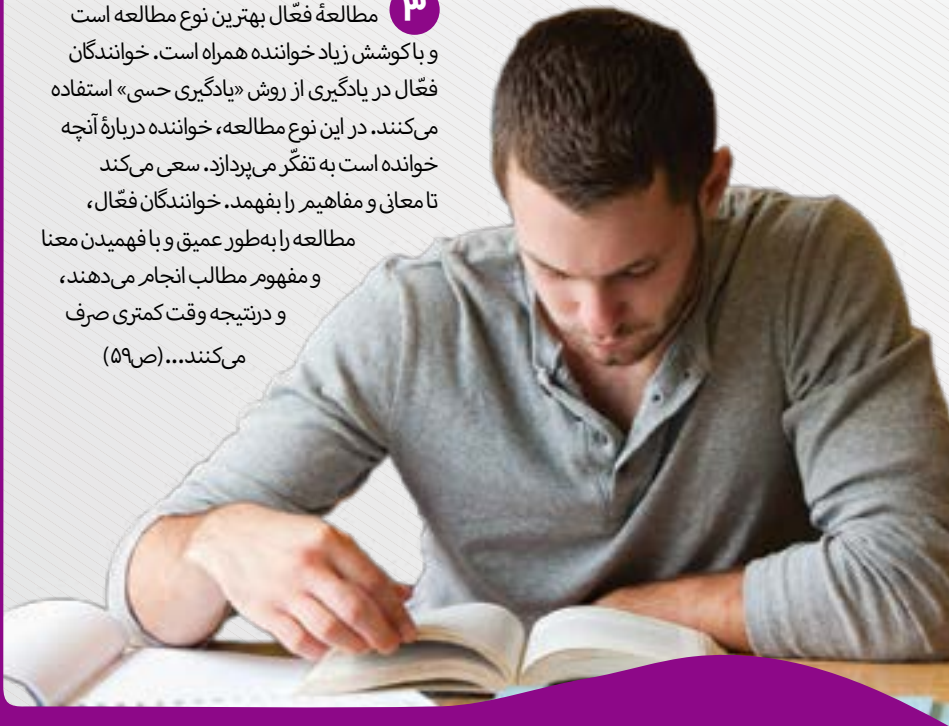 ۳
مطالعهٔ فعّال بهترین نوع مطالعه است
و با کوشش زیاد خواننده همراه است. خوانندگان
فعّال در یادگیری از روش «یادگیری حسی» استفاده
می‌کنند. در این نوع مطالعه، خواننده دربارهٔ آنچه
خوانده است به تفکّر می‌پردازد. سعی می‌کند
تا معانی و مفاهیم را بفهمد. خوانندگان فعّال،
مطالعه را به‌طور عمیق و با فهمیدن معنا
و مفهوم مطالب انجام می‌دهند،
و درنتیجه وقت کمتری صرف
می‌کنند...(ص۵۹)